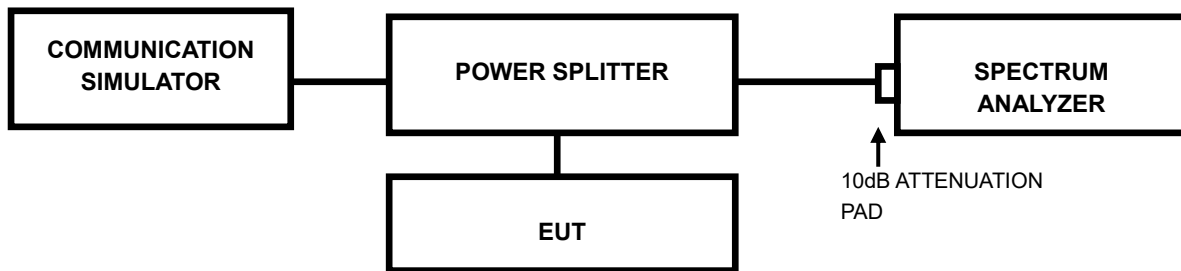 COMMUNICATION
SIMULATOR
POWER SPLITTER
SPECTRUM
ANALYZER
10dB ATTENUATION
PAD
EUT